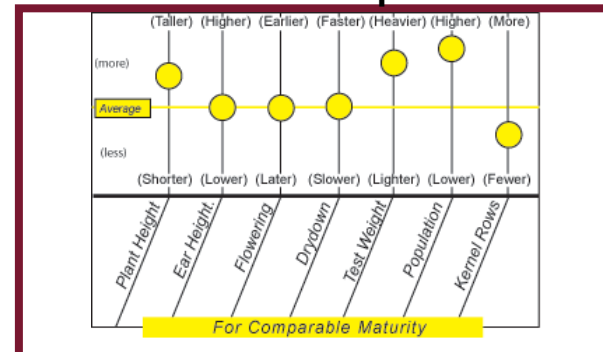 (Taller) (Higher) (Earlier) (Faster) (Heavier) (Higher) (More)
(more)
Average
(less)
(Shorter) (Lower) (Later) (Slower) (Lighter) (Lower) (Fewer)
Plant Height
Ear Height.
Flowering
Drydown
Test Weight
Population
Kernel Rows
For Comparable Maturity